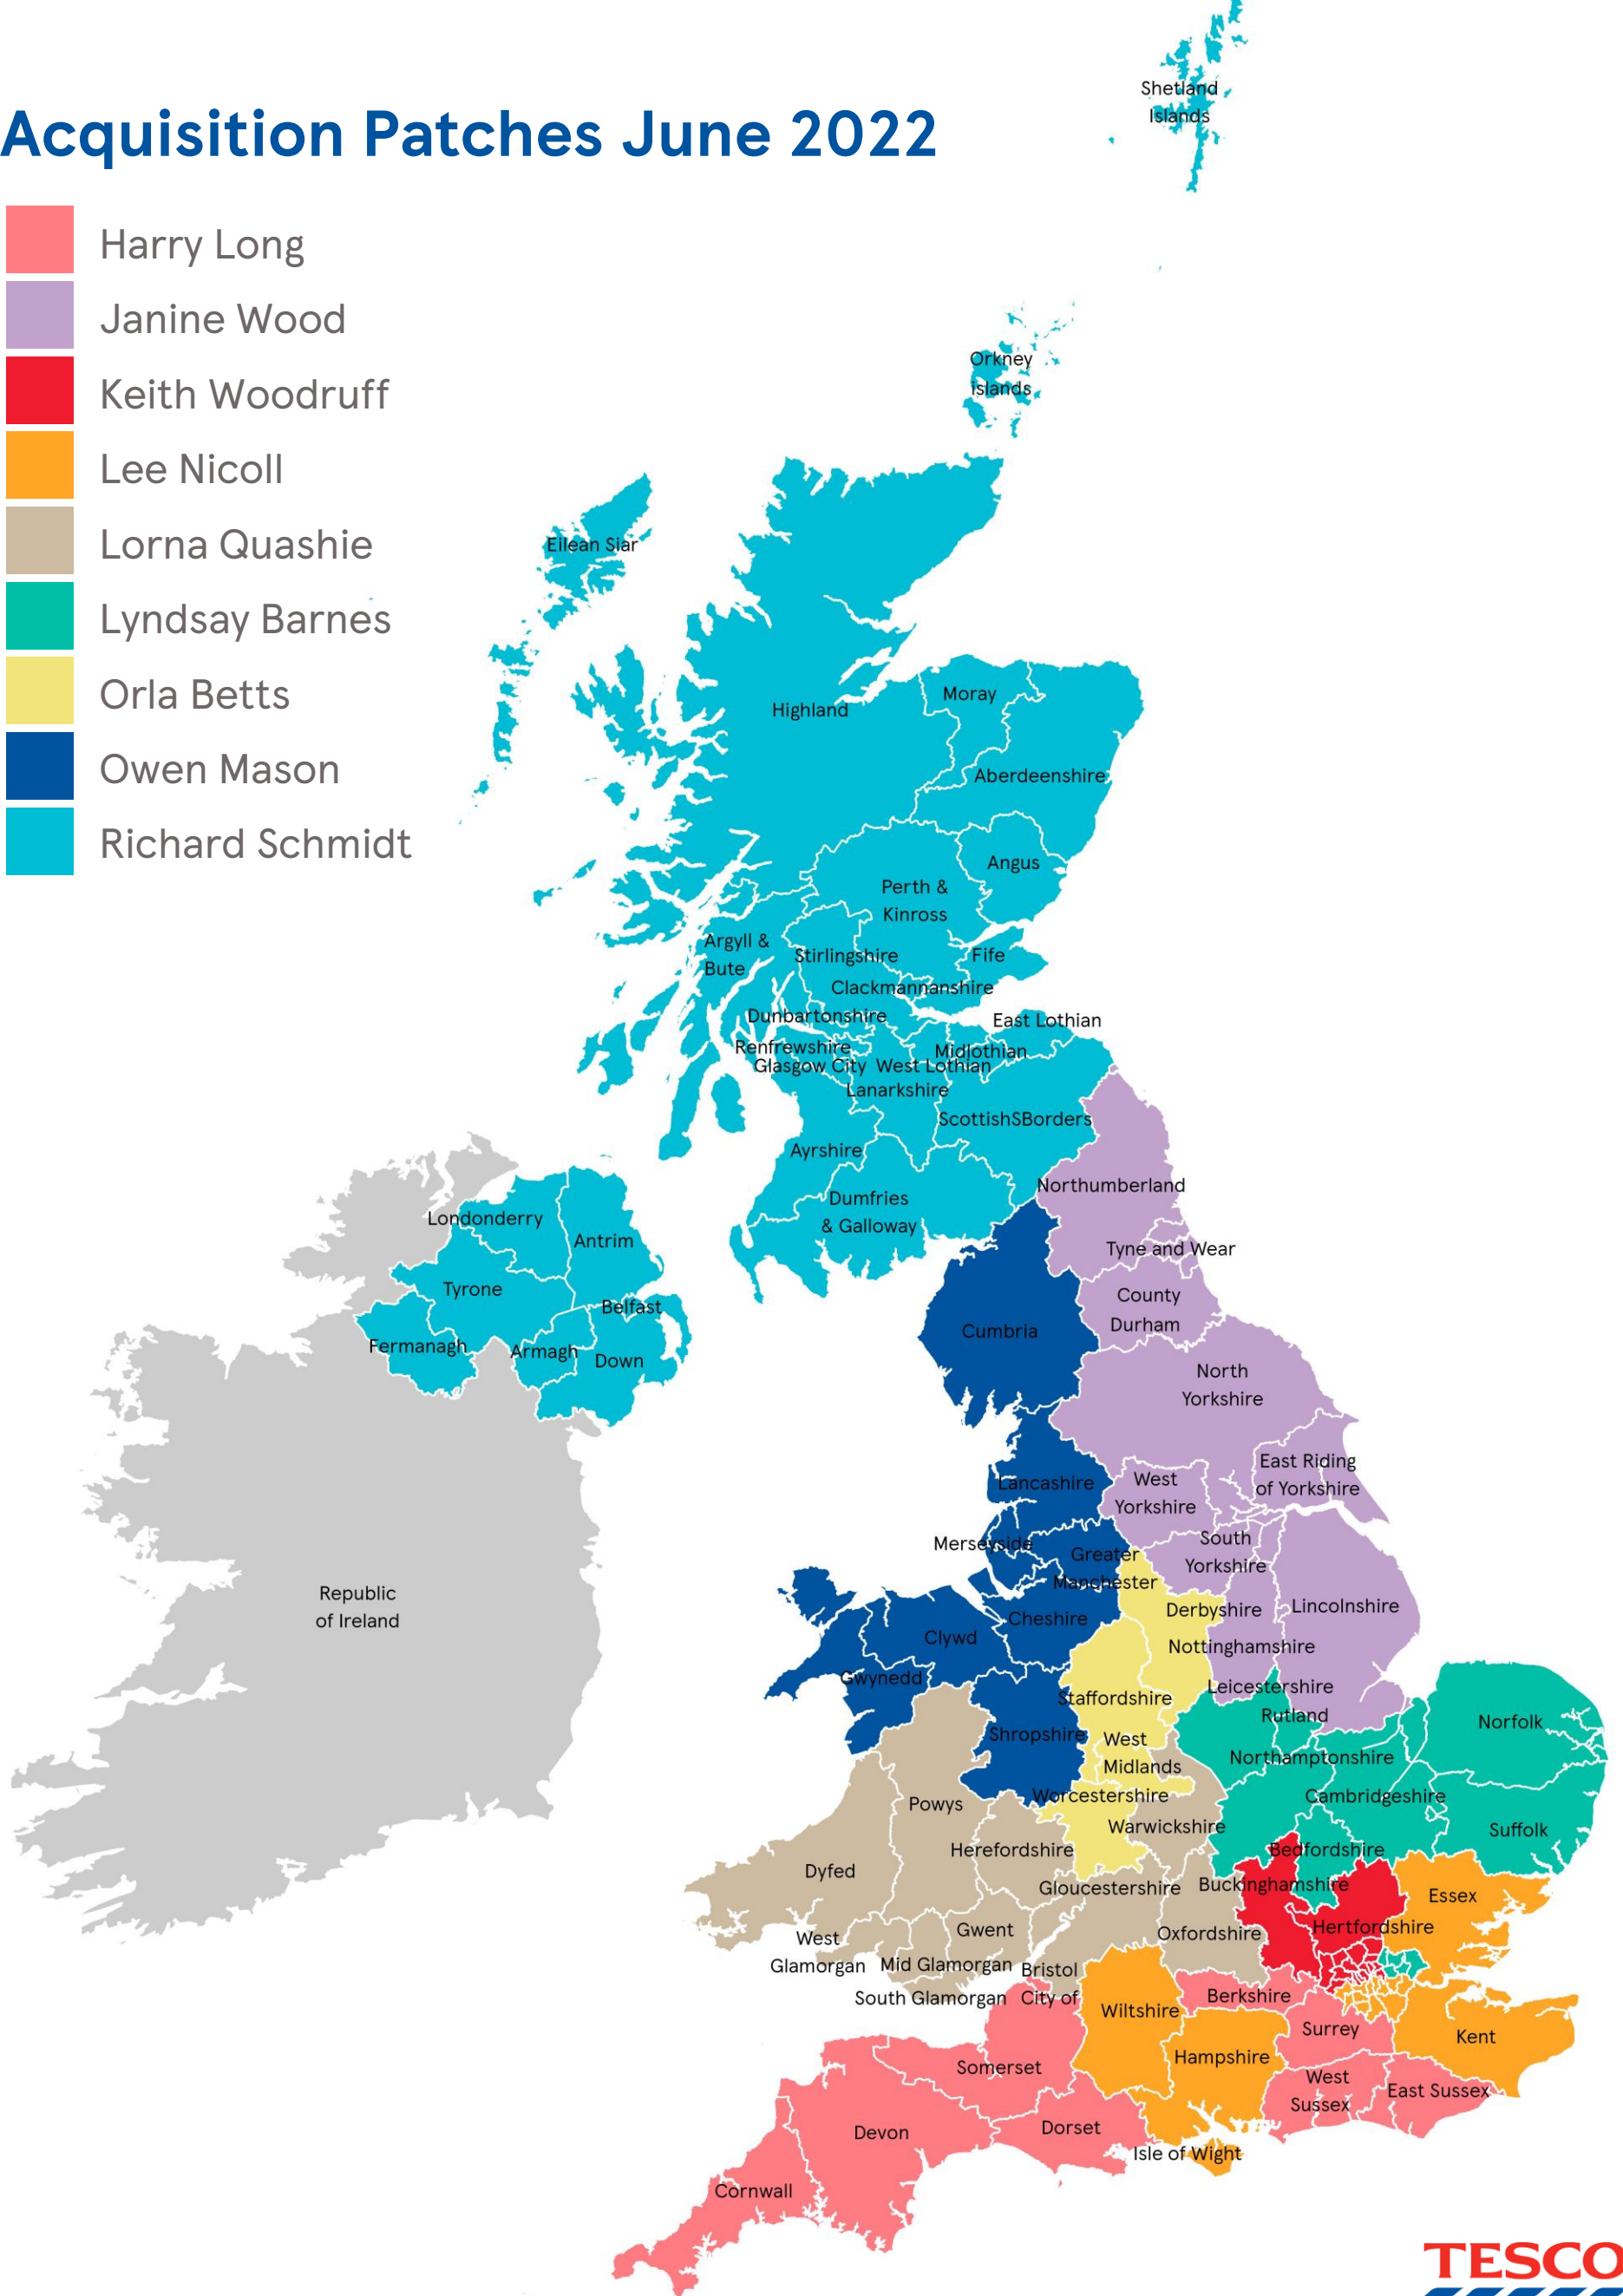 Acquisition Patches June 2022
Harry Long
Janine Wood
Keith Woodruff
Lee Nicoll
Lorna Quashie
Lyndsay Barnes
Orla Betts
Owen Mason
Richard Schmidt
Shetland
Islands
Orkney
islands
Eilean Siar
Highland
Moray
Aberdeenshire
Angus
Perth &
Kinross
Argyll &
Bute
Stirlingshire
Fife
Clackmannanshire
Dunbartonshire
East Lothian
Renfrewshire
Midlothian
Glasgow City
West Lothian
Lanarkshire
ScottishSBorders
Ayrshire
Dumfries
& Galloway
Northumberland
Londonderry
Antrim
Tyrone
Belfast
Fermanagh
Armagh
Down
Tyne and Wear
County
Durham
Cumbria
North
Yorkshire
East Riding
of Yorkshire
Lancashire
West
Yorkshire
Merseyside
Greater
Manchester
South
Yorkshire
Republic
of Ireland
Cheshire
Derbyshire
Lincolnshire
Clywd
Nottinghamshire
Gwynedd
Staffordshire
Leicestershire
Rutland
Norfolk
Shropshire
West
Midlands
Northamptonshire
Worcestershire
Cambridgeshire
Powys
Warwickshire
Suffolk
Herefordshire
Bedfordshire
Dyfed
Gloucestershire
Buckinghamshire
Essex
Gwent
Oxfordshire
Hertfordshire
West
Glamorgan
Mid Glamorgan
Bristol
City of
South Glamorgan
Berkshire
Wiltshire
Surrey
Kent
Hampshire
Somerset
West
Sussex
East Sussex
Devon
Dorset
Isle of Wight
Cornwall
TESCO